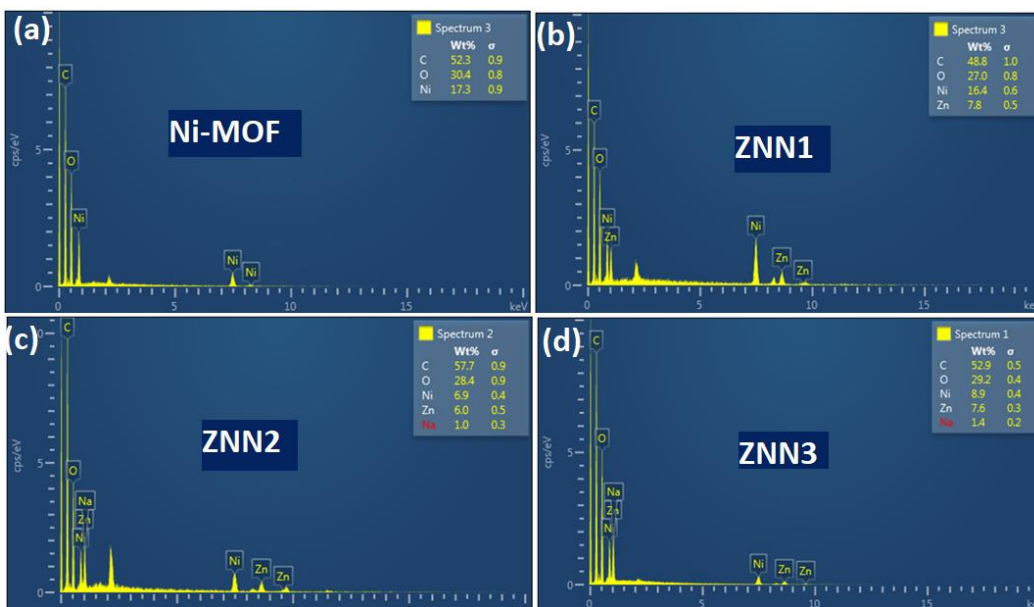 (a)
Spectrum 3
Wt% σ
C 52.3 0.9
O 30.4 0.8
Ni 17.3 0.9
Ni-MOF
C
O
Ni
Ni
Ni
cps/eV
5
0
0 5 10 15 keV
(b)
Spectrum 3
Wt% σ
C 48.8 1.0
O 27.0 0.8
Ni 16.4 0.6
Zn 7.8 0.5
ZNN1
C
O
Ni
Zn
Ni
Zn
Zn
cps/eV
5
0
0 5 10 15 ke
(c)
Spectrum 2
Wt% σ
C 57.7 0.9
O 28.4 0.9
Ni 6.9 0.4
Zn 6.0 0.5
Na 1.0 0.3
ZNN2
C
O
Na
Zn
N
Ni
Zn
Zn
cps/eV
5
0
0 5 10 15
(d)
Spectrum 1
Wt% σ
C 52.9 0.5
O 29.2 0.4
Ni 8.9 0.4
Zn 7.6 0.3
Na 1.4 0.2
ZNN3
C
O
Na
Zn
N
Ni
Zn
Zn
cps/eV
5
0
0 5 10 15